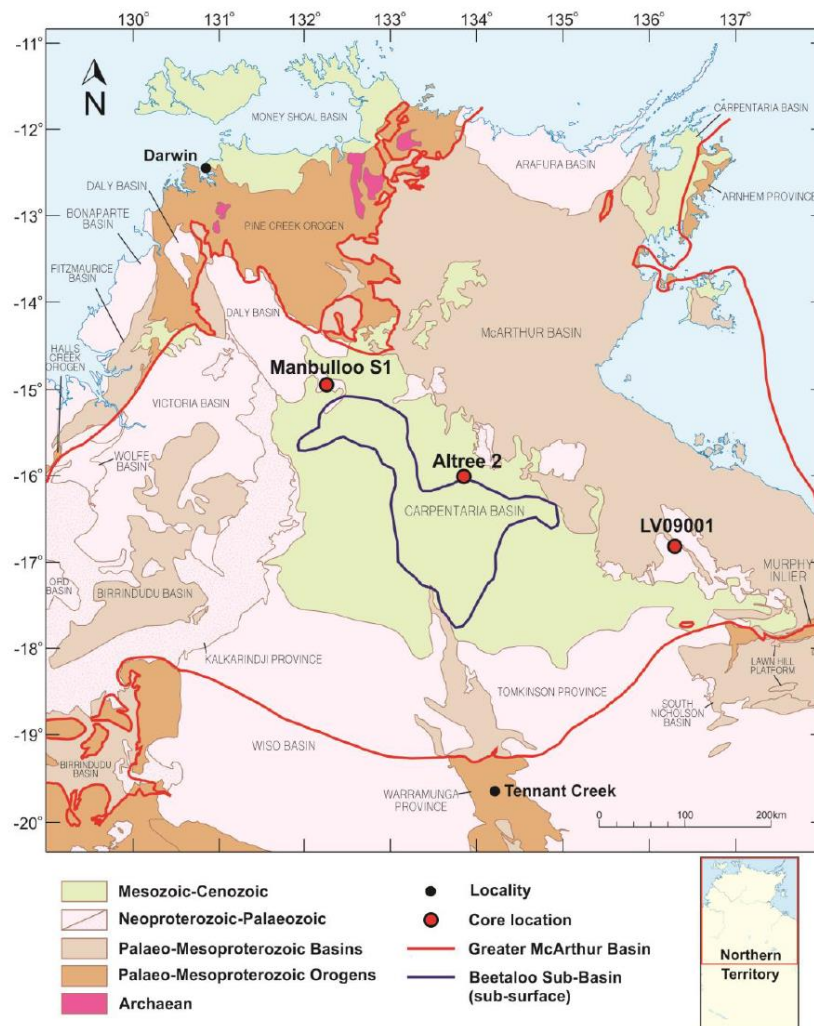 130°
131°
132°
133°
134°
135°
136°
137°
-11°
-12°
-13°
-14°
-15°
-16°
-17°
-18°
-19°
-20°
N
MONEY SHOAL BASIN
CARPENTARIA
BASIN
Darwin
ARAFURA BASIN
DALY BASIN
BONAPARTE
BASIN
ARNHEM
PROVINCE
PINE CREEK OROGEN
FITZMAURICE
BASIN
DALY BASIN
McARTHUR BASIN
HALLS
CREEK
OROGEN
Manbulloo S1
VICTORIA BASIN
WOLFE
BASIN
Altree 2
CARPENTARIA BASIN
LV09001
ORD
BASIN
BIRRINDUDU BASIN
MURPHY
INLIER
KALKARINDJI PROVINCE
LAWN HILL
PLATFORM
TOMKINSON PROVINCE
SOUTH
NICHOLSON
BASIN
WISO BASIN
BIRRINDUDU
BASIN
WARRAMUNGA
PROVINCE
Tennant Creek
0 100 200km
Mesozoic-Cenozoic
Neoproterozoic-Palaeozoic
Palaeo-Mesoproterozoic Basins
Palaeo-Mesoproterozoic Orogens
Archaean
Locality
Core location
Greater McArthur Basin
Beetaloo Sub-Basin
(sub-surface)
Northern
Territory